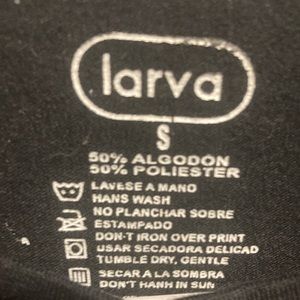 larva
S
50% ALGODÓN
50% POLIESTER
LAVESE A MANO
HANS WASH
NO PLANCHAR SOBRE
ESTAMPADO
DON'T IRON OVER PRINT
USAR SECADORA DELICAD
TUMBLE DRY, GENTLE
SECAR A LA SOMBRA
DON'T HANH IN SUN